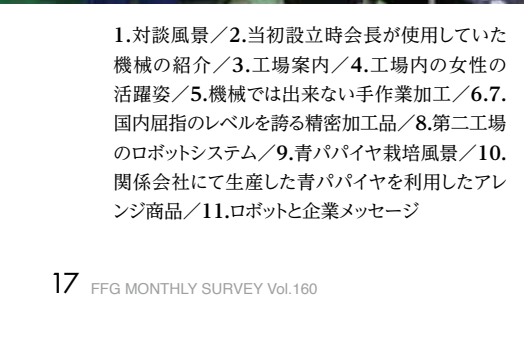 1.対談風景／2.当初設立時会長が使用していた
機械の紹介／3.工場案内／4.工場内の女性の
活躍姿／5.機械では出来ない手作業加工／6.7.
国内屈指のレベルを誇る精密加工品／8.第二工場
のロボットシステム／9.青パパイヤ栽培風景／10.
関係会社にて生産した青パパイヤを利用したアレ
ンジ商品／11.ロボットと企業メッセージ
17 FFG MONTHLY SURVEY Vol.160